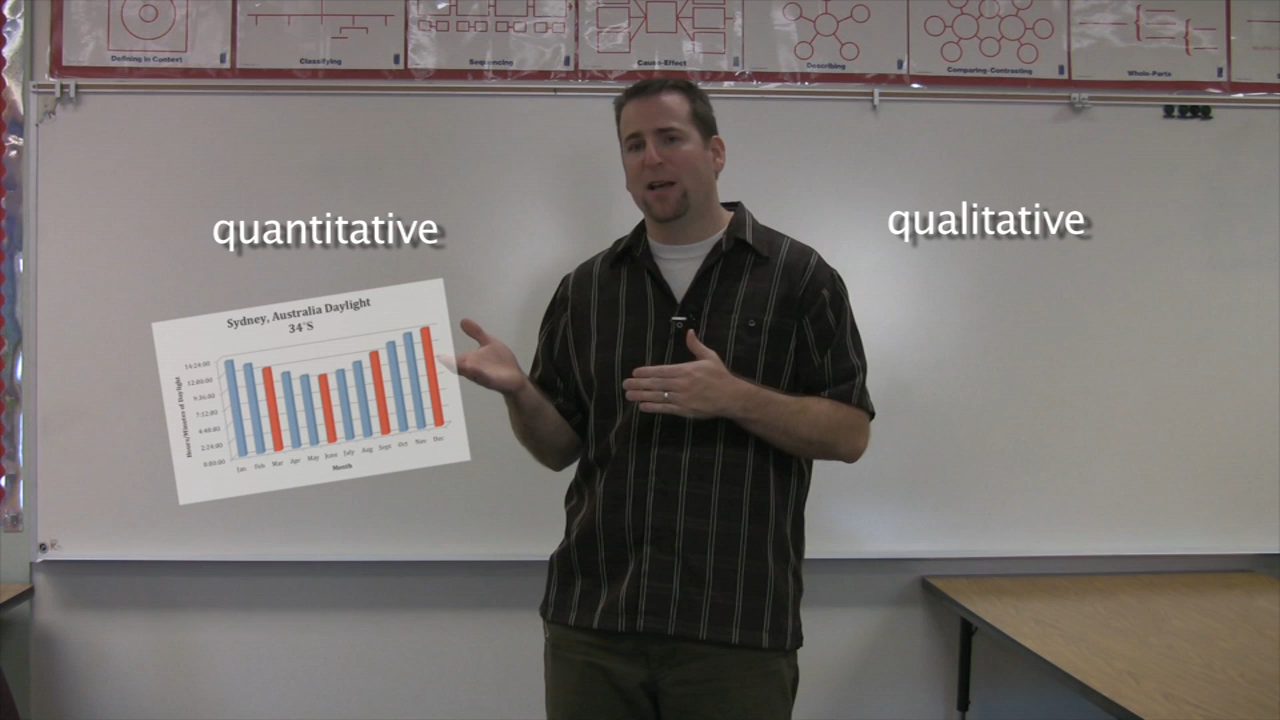 Defining in Context
Classifying
Sequencing
Cause-Effect
Describing
Comparing-Contrasting
Whole-Parts
quantitative
qualitative
Sydney, Australia Daylight
34°S
Hours/Minutes of Daylight
14:24:00
12:00:00
9:36:00
7:12:00
4:48:00
2:24:00
0:00:00
Jan Feb Mar Apr May June July Aug Sept Oct Nov Dec
Month